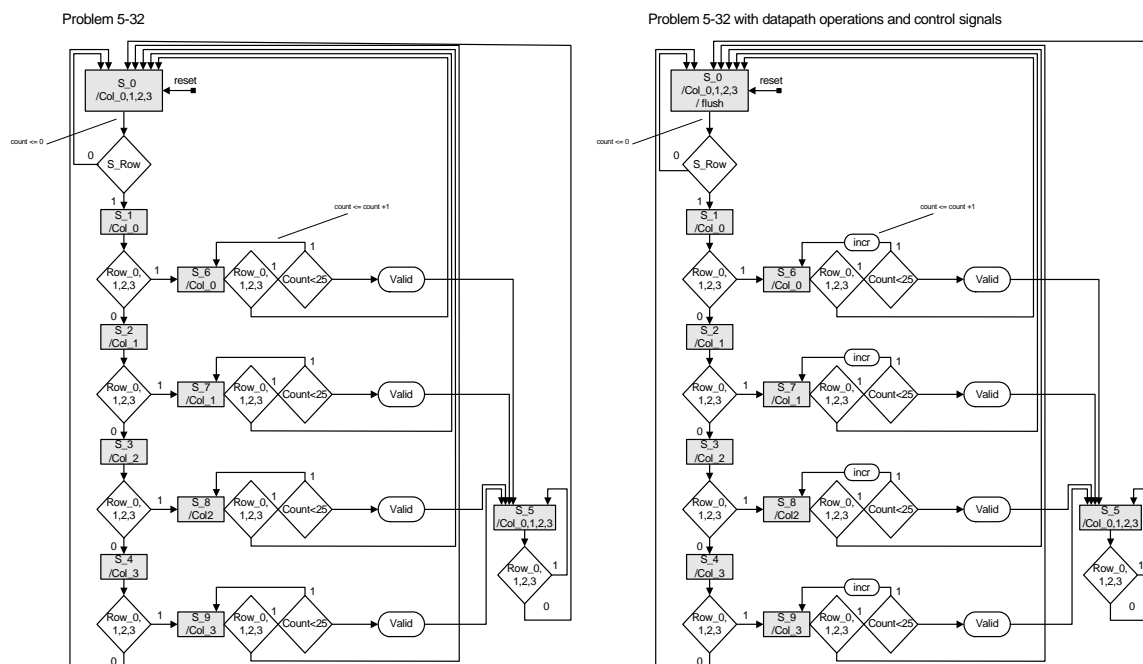 Problem 5-32
S_0
/Col_0,1,2,3
reset
count <= 0
0
S_Row
1
S_1
/Col_0
count <= count +1
1
Row_0,
1,2,3
1
S_6
/Col_0
Row_0,
1,2,3
1
Count<25
Valid
0
S_2
/Col_1
1
Row_0,
1,2,3
1
S_7
/Col_1
Row_0,
1,2,3
1
Count<25
Valid
0
S_3
/Col_2
1
Row_0,
1,2,3
1
S_8
/Col2
Row_0,
1,2,3
1
Count<25
Valid
S_5
/Col_0,1,2,3
Row_0,
1,2,3
1
0
0
S_4
/Col_3
1
Row_0,
1,2,3
1
S_9
/Col_3
Row_0,
1,2,3
1
Count<25
Valid
0
Problem 5-32 with datapath operations and control signals
S_0
/Col_0,1,2,3
/ flush
reset
count <= 0
0
S_Row
1
S_1
/Col_0
count <= count +1
incr
1
Row_0,
1,2,3
1
S_6
/Col_0
Row_0,
1,2,3
1
Count<25
Valid
0
S_2
/Col_1
incr
1
Row_0,
1,2,3
1
S_7
/Col_1
Row_0,
1,2,3
1
Count<25
Valid
0
S_3
/Col_2
incr
1
Row_0,
1,2,3
1
S_8
/Col2
Row_0,
1,2,3
1
Count<25
Valid
S_5
/Col_0,1,2,3
Row_0,
1,2,3
1
0
0
S_4
/Col_3
incr
1
Row_0,
1,2,3
1
S_9
/Col_3
Row_0,
1,2,3
1
Count<25
Valid
0